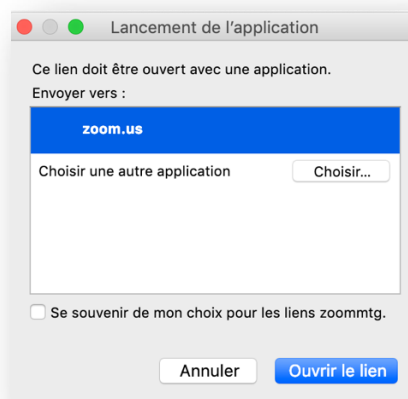 Lancement de l'application
Ce lien doit être ouvert avec une application.
Envoyer vers :
zoom.us
Choisir une autre application Choisir...
Se souvenir de mon choix pour les liens zoommtg.
Annuler Ouvrir le lien